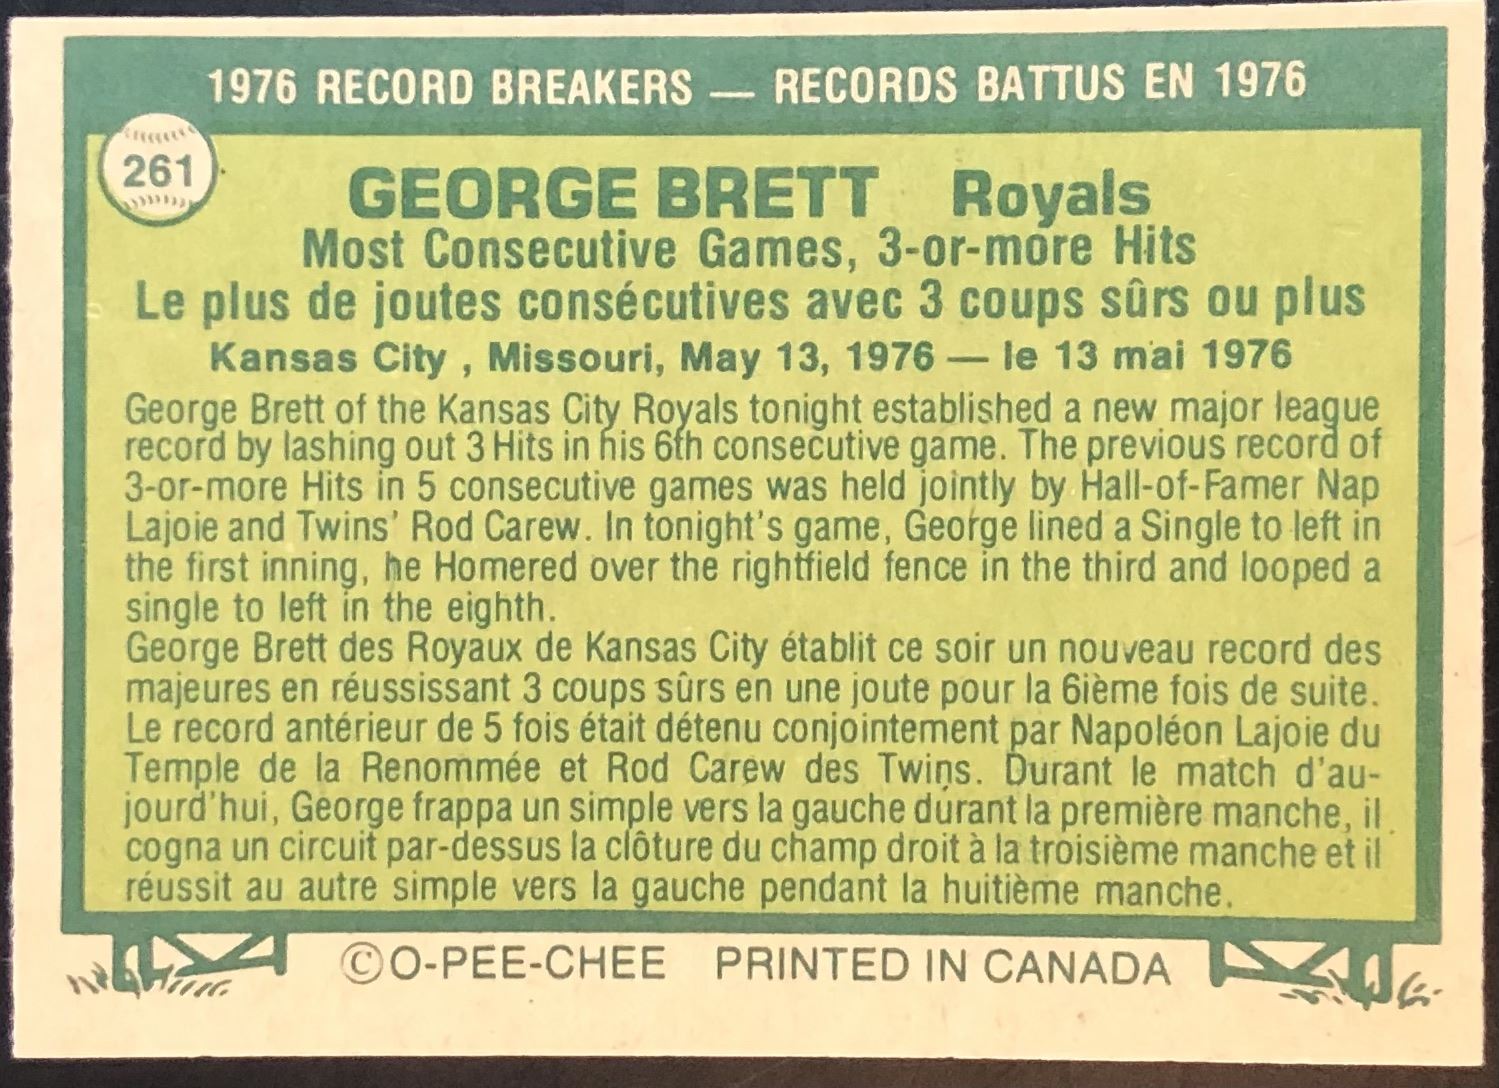 1976 RECORD BREAKERS — RECORDS BATTUS EN 1976
261
GEORGE BRETT Royals
Most Consecutive Games, 3-or-more Hits
Le plus de joutes consécutives avec 3 coups sûrs ou plus
Kansas City , Missouri, May 13, 1976 — le 13 mai 1976
George Brett of the Kansas City Royals tonight established a new major league
record by lashing out 3 Hits in his 6th consecutive game. The previous record of
3-or-more Hits in 5 consecutive games was held jointly by Hall-of-Famer Nap
Lajoie and Twins' Rod Carew. In tonight's game, George lined a Single to left in
the first inning, he Homered over the rightfield fence in the third and looped a
single to left in the eighth.
George Brett des Royaux de Kansas City établit ce soir un nouveau record des
majeures en réussissant 3 coups sûrs en une joute pour la 6ième fois de suite.
Le record antérieur de 5 fois était détenu conjointement par Napoléon Lajoie du
Temple de la Renommée et Rod Carew des Twins. Durant le match d'au-
jourd'hui, George frappa un simple vers la gauche durant la première manche, il
cogna un circuit par-dessus la clôture du champ droit à la troisième manche et il
réussit au autre simple vers la gauche pendant la huitième manche.
©O-PEE-CHEE PRINTED IN CANADA